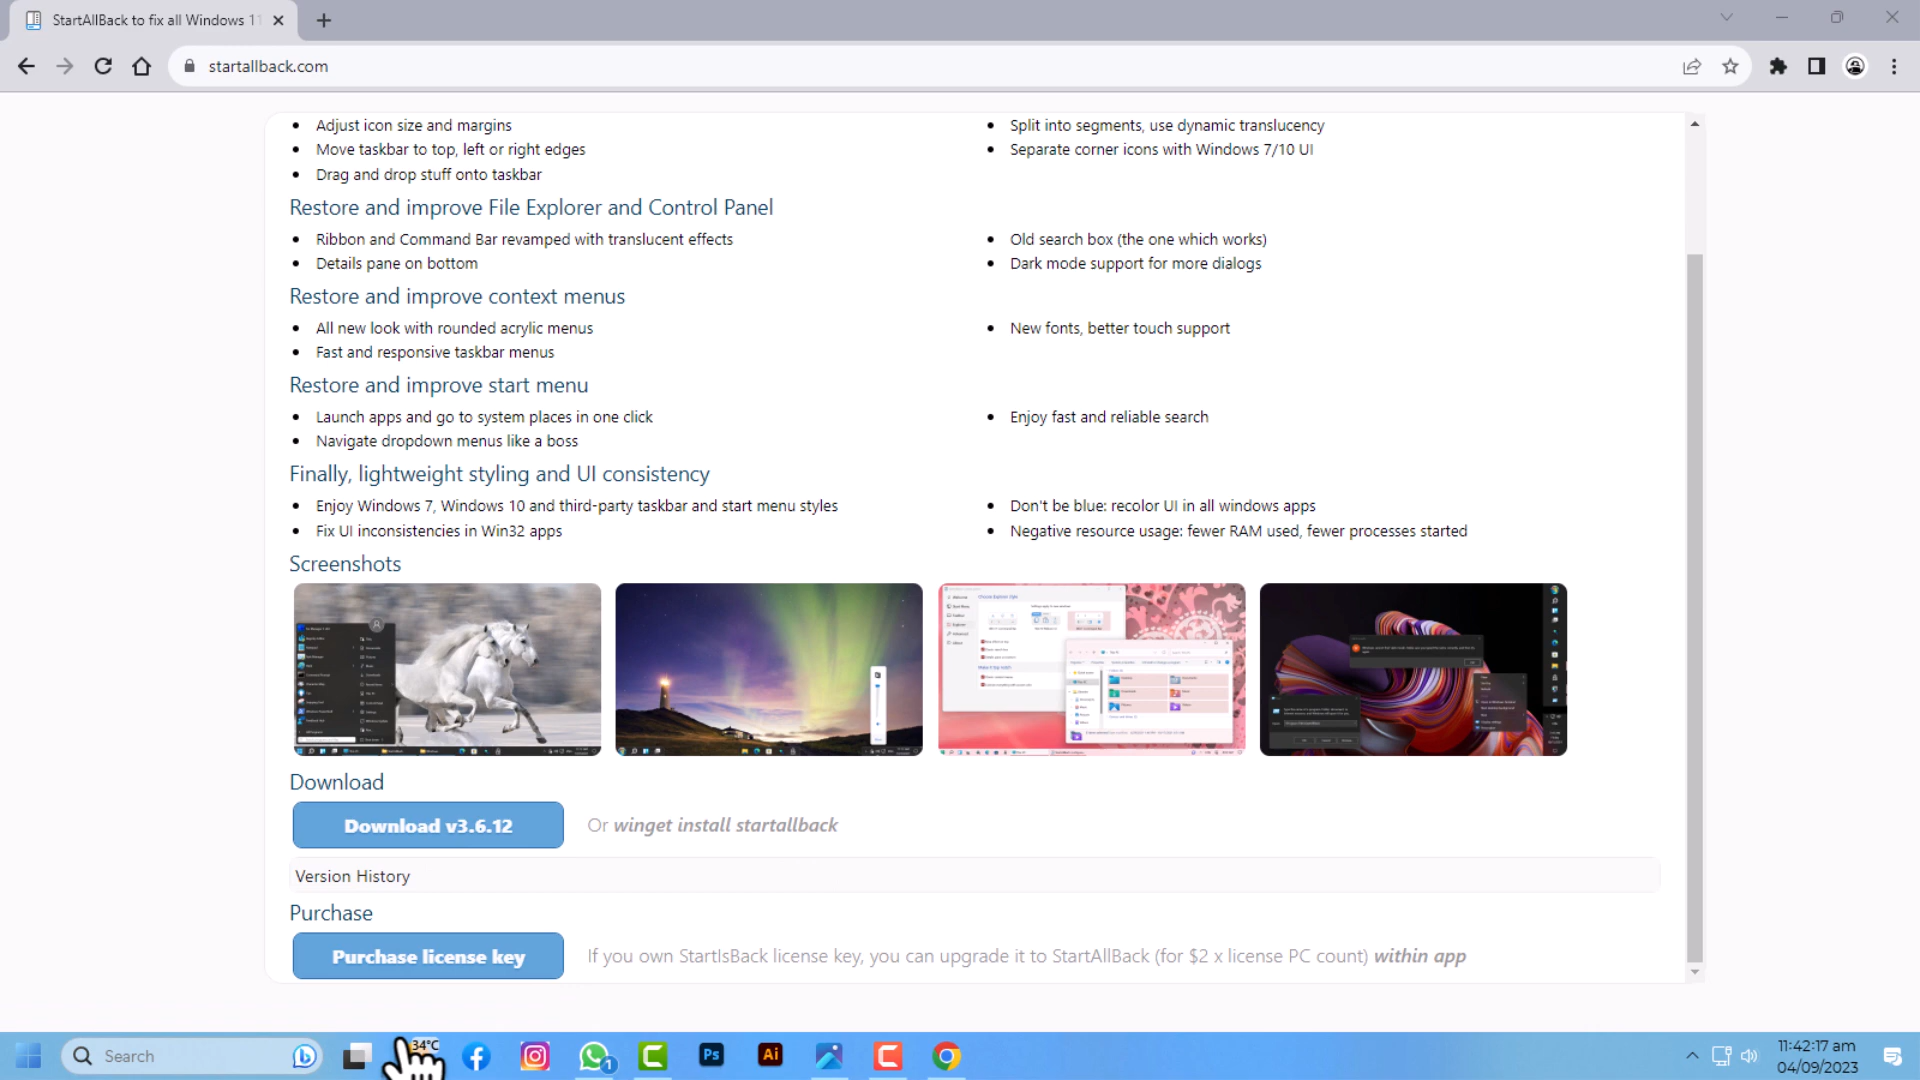 StartAllBack to fix all Windows 11
startallback.com
Adjust icon size and margins
Move taskbar to top, left or right edges
Drag and drop stuff onto taskbar
Split into segments, use dynamic translucency
Separate corner icons with Windows 7/10 UI
Restore and improve File Explorer and Control Panel
Ribbon and Command Bar revamped with translucent effects
Details pane on bottom
Old search box (the one which works)
Dark mode support for more dialogs
Restore and improve context menus
All new look with rounded acrylic menus
Fast and responsive taskbar menus
New fonts, better touch support
Restore and improve start menu
Launch apps and go to system places in one click
Navigate dropdown menus like a boss
Enjoy fast and reliable search
Finally, lightweight styling and UI consistency
Enjoy Windows 7, Windows 10 and third-party taskbar and start menu styles
Fix UI inconsistencies in Win32 apps
Don't be blue: recolor UI in all windows apps
Negative resource usage: fewer RAM used, fewer processes started
Screenshots
Download
Download v3.6.12
Or winget install startallback
Version History
Purchase
Purchase license key
If you own StartIsBack license key, you can upgrade it to StartAllBack (for $2 x license PC count) within app
Search
34°C
1
Ps
Ai
11:42:17 am
04/09/2023